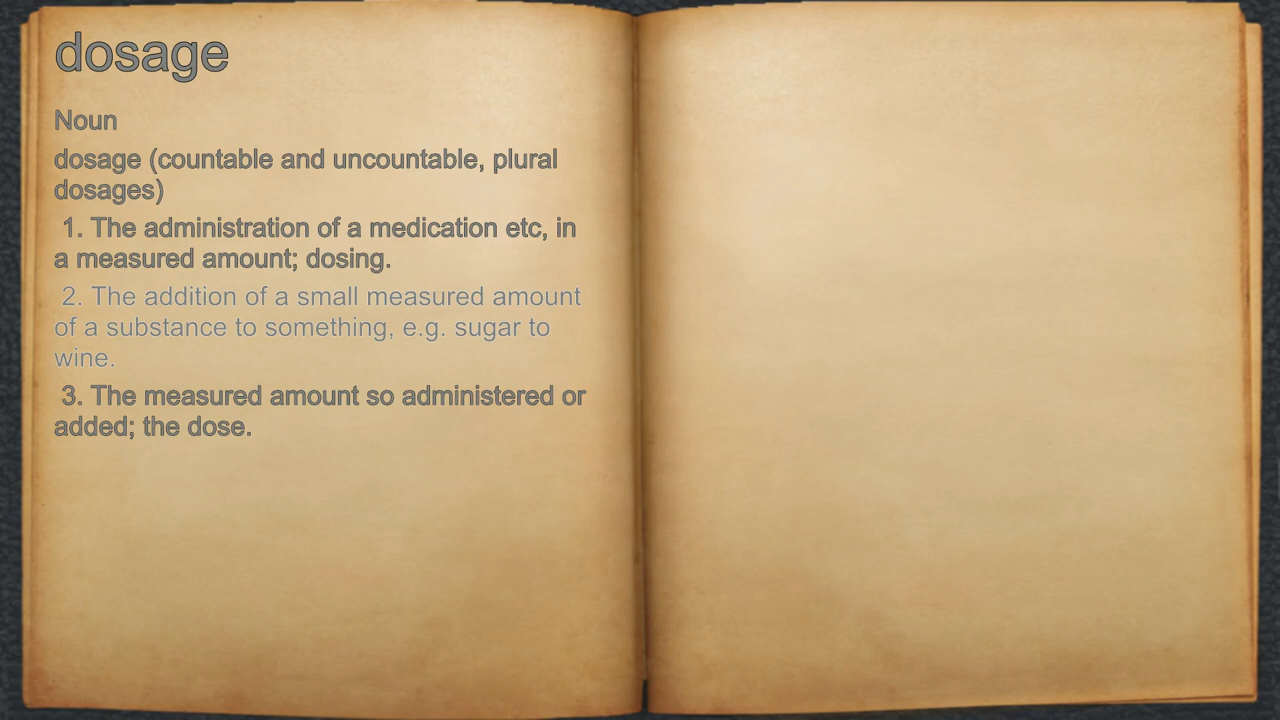 dosage
Noun
dosage (countable and uncountable, plural
dosages)
1. The administration of a medication etc, in
a measured amount; dosing.
2. The addition of a small measured amount
of a substance to something, e.g. sugar to
wine.
3. The measured amount so administered or
added; the dose.